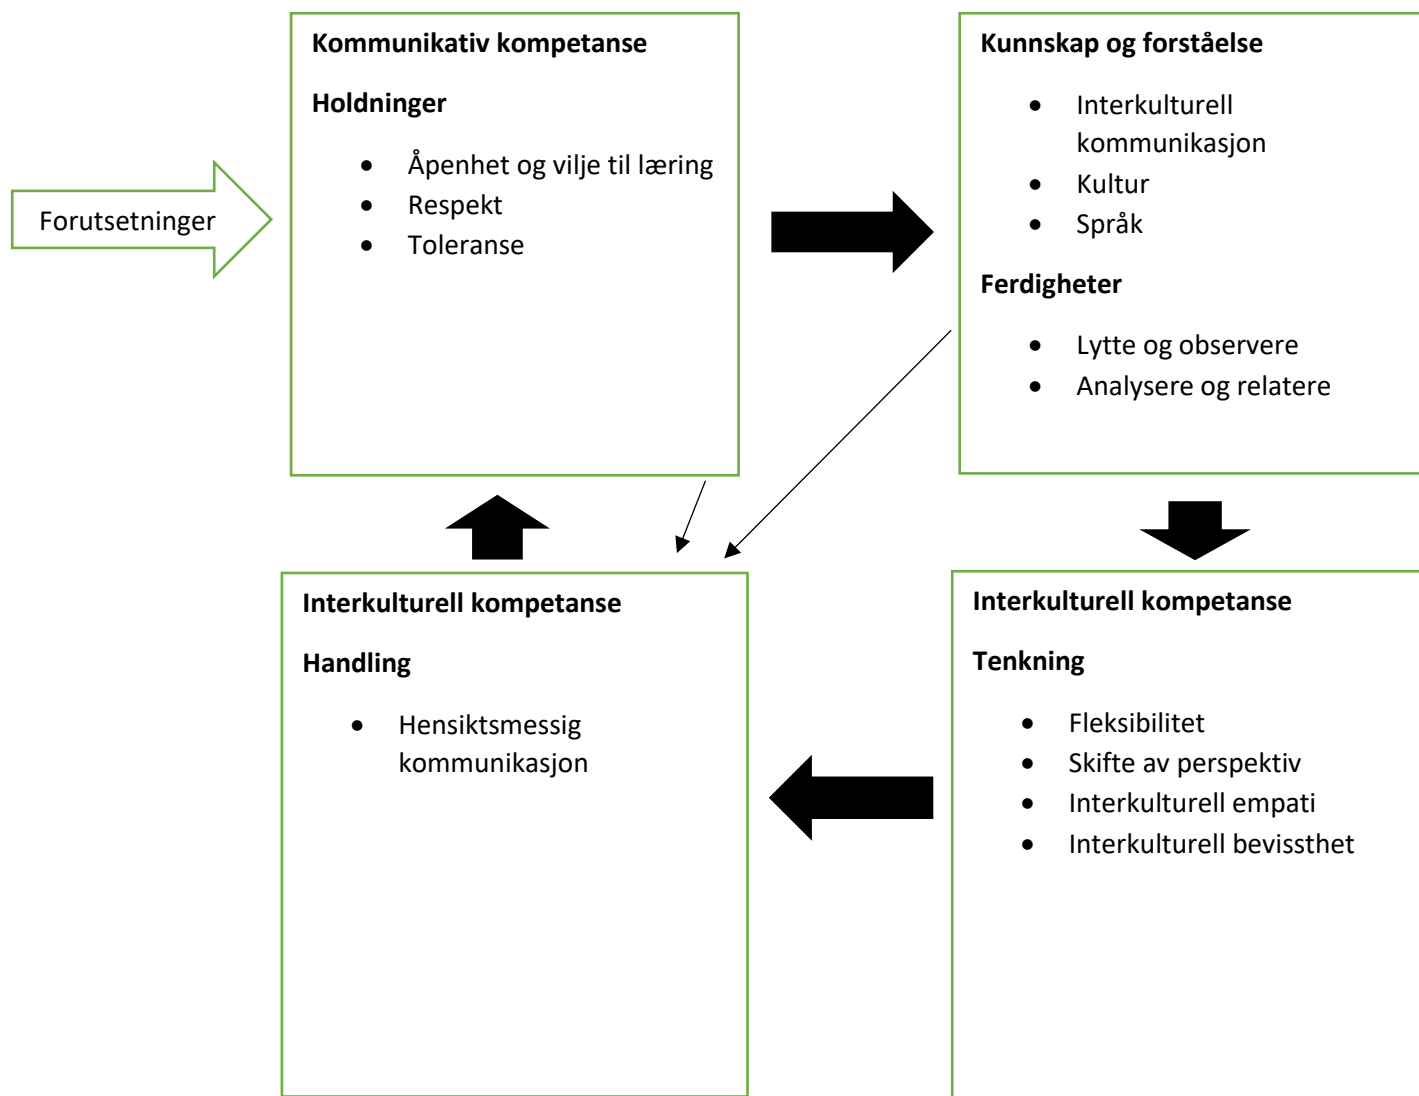 Forutsetninger
Kommunikativ kompetanse
Holdninger
• Åpenhet og vilje til læring
• Respekt
• Toleranse
Kunnskap og forståelse
• Interkulturell
kommunikasjon
• Kultur
• Språk
Ferdigheter
• Lytte og observere
• Analysere og relatere
Interkulturell kompetanse
Handling
• Hensiktsmessig
kommunikasjon
Interkulturell kompetanse
Tenkning
• Fleksibilitet
• Skifte av perspektiv
• Interkulturell empati
• Interkulturell bevissthet